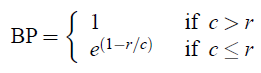 BP = { 1 if c > r
e^(1−r/c) if c ≤ r